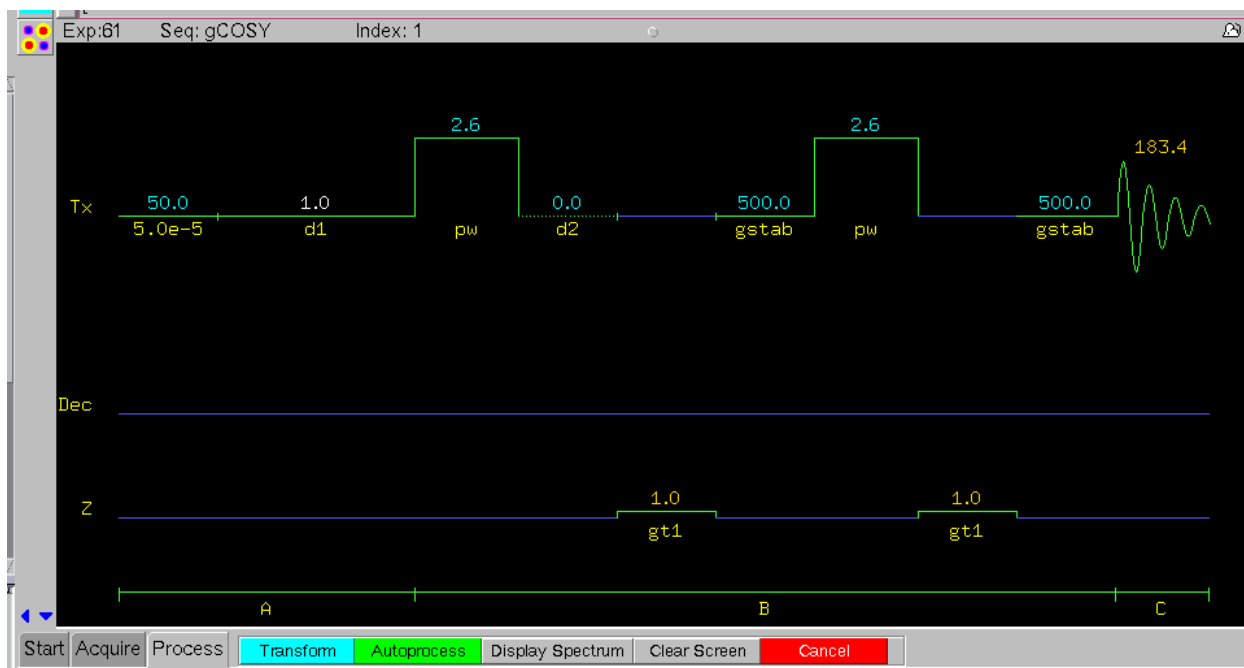 Exp:61 Seq: gCOSY Index: 1
2.6 2.6
183.4
Tx 50.0 1.0 0.0 500.0 500.0
5.0e-5 d1 pw d2 gstab pw gstab
Dec
1.0 1.0
Z
gt1 gt1
A B C
Start Acquire Process Transform Autoprocess Display Spectrum Clear Screen Cancel